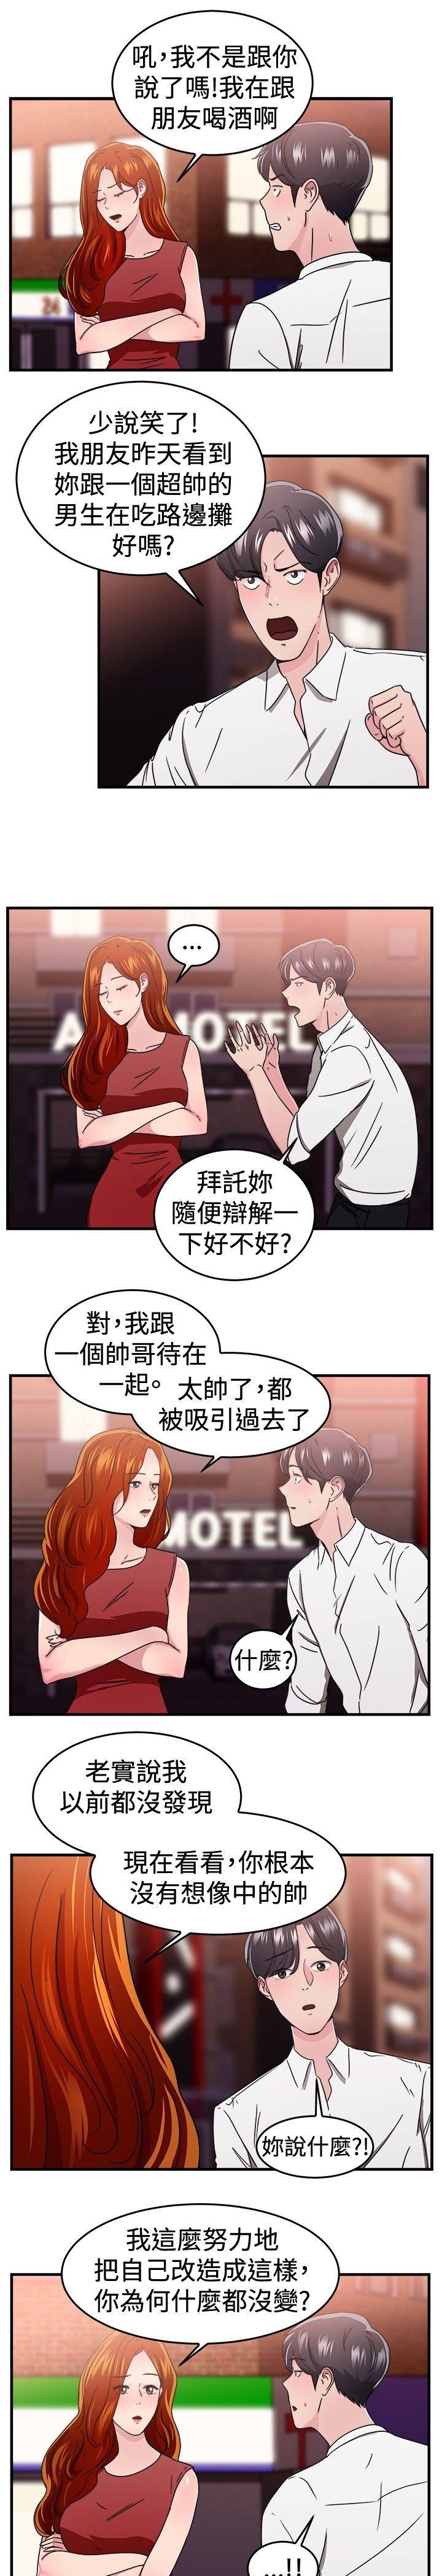 吼，我不是跟你
說了嗎!我在跟
朋友喝酒啊
24
少說笑了!
我朋友昨天看到
妳跟一個超帥的
男生在吃路邊攤
好嗎?
...
MOTEL
拜託妳
隨便辯解一
下好不好?
對，我跟
一個帥哥待在
一起。
太帥了，都
被吸引過去了
MOTEL
什麼?
老實說我
以前都沒發現
現在看看，你根本
沒有想像中的帥
妳說什麼?!
我這麼努力地
把自己改造成這樣，
你為何什麼都沒變?
...!!